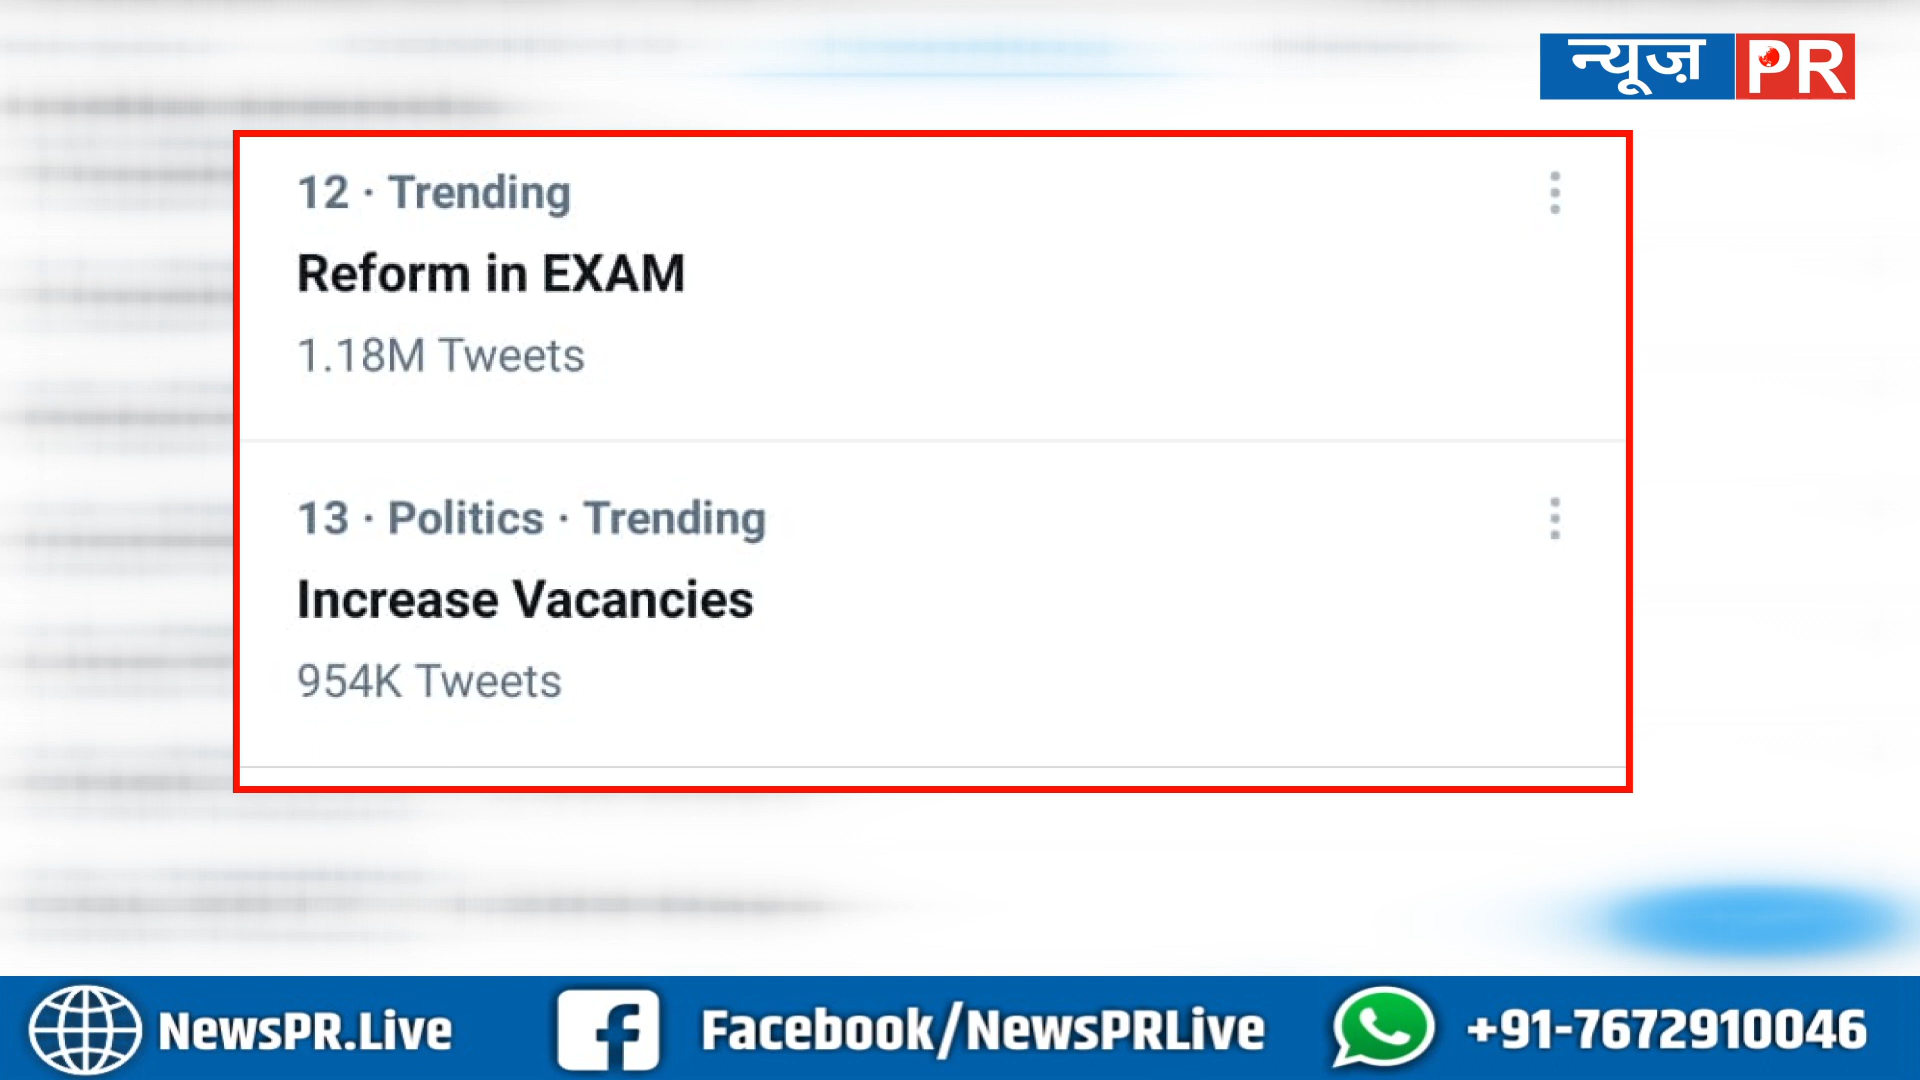 न्यूज़ PR
12 · Trending
Reform in EXAM
1.18M Tweets
13 · Politics · Trending
Increase Vacancies
954K Tweets
NewsPR.Live
Facebook/NewsPRLive
+91-7672910046